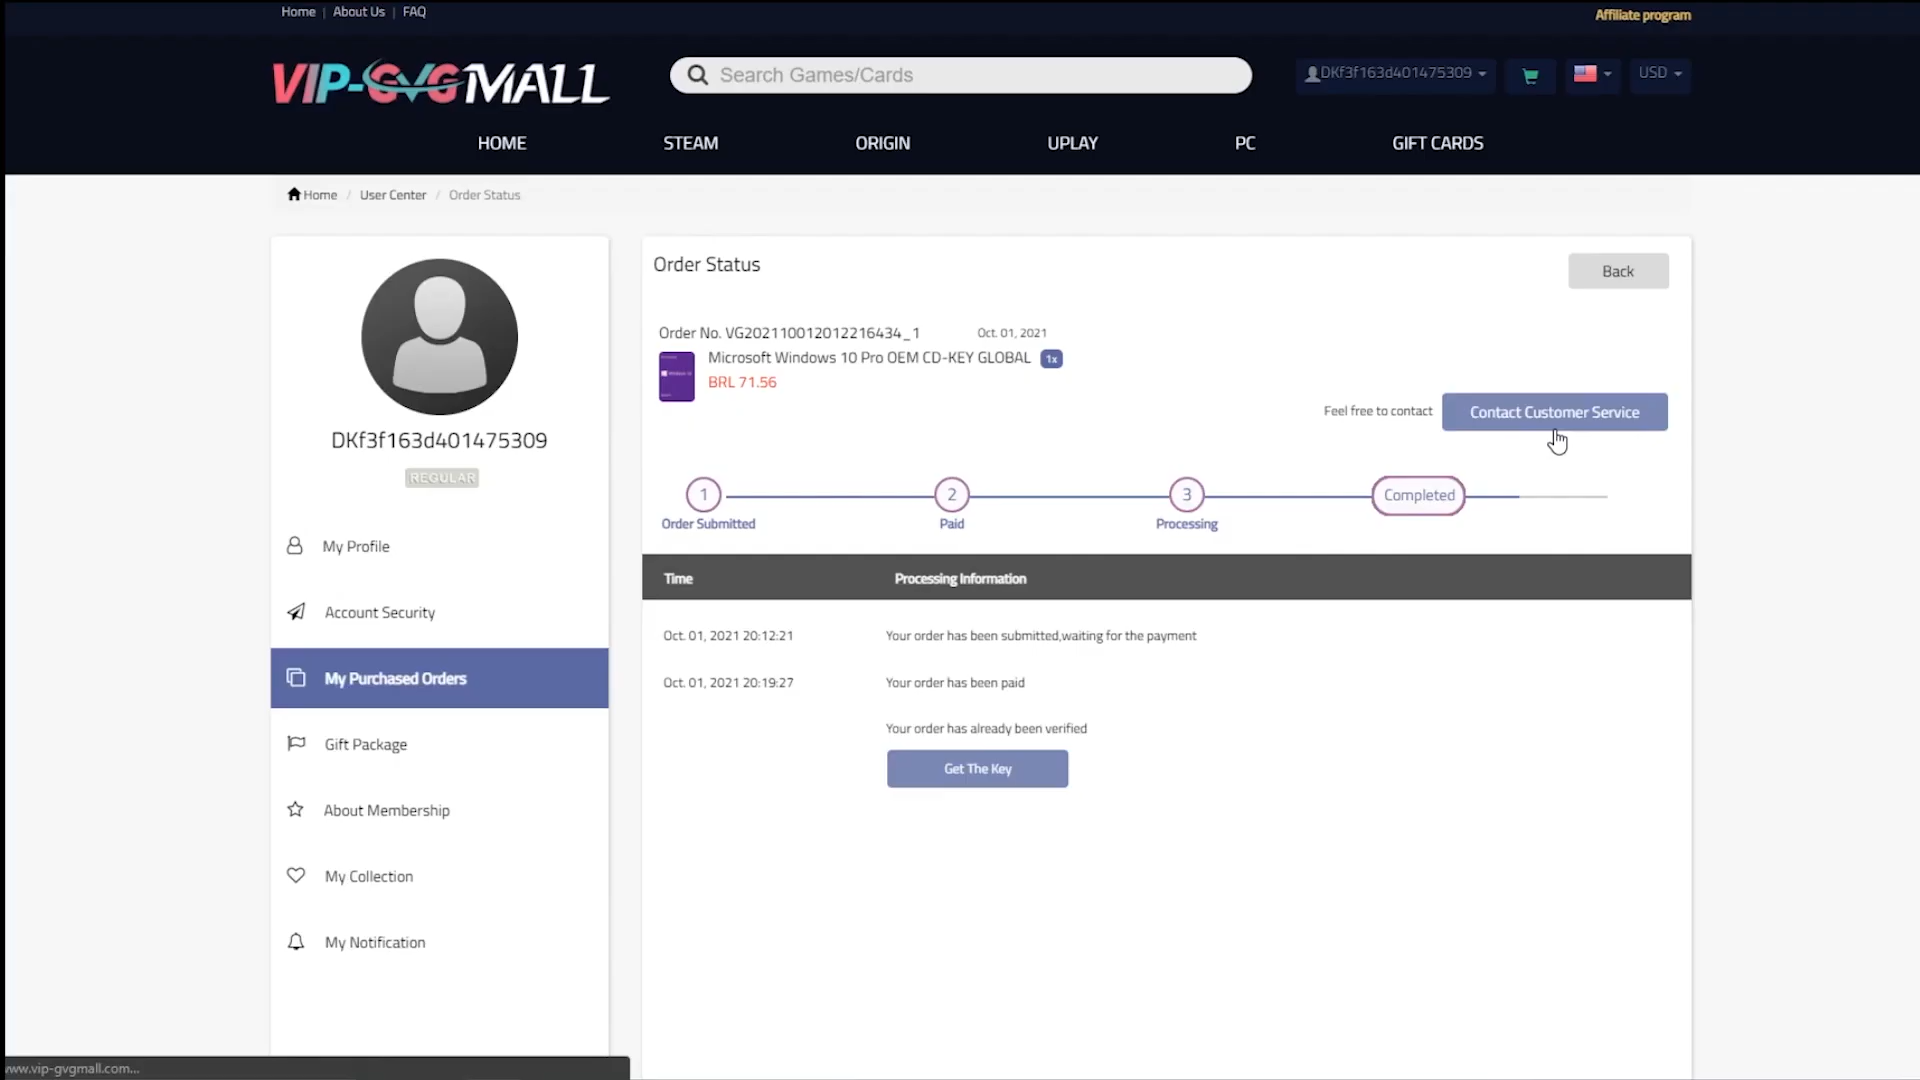 Home | About Us | FAQ
Affiliate program
VIP-GVGMALL
Search Games/Cards
DKf3f163d401475309
USD
HOME STEAM ORIGIN UPLAY PC GIFT CARDS
Home / User Center / Order Status
DKf3f163d401475309
REGULAR
My Profile
Account Security
My Purchased Orders
Gift Package
About Membership
My Collection
My Notification
Order Status
Back
Order No. VG202110012012216434_1 Oct. 01, 2021
Microsoft Windows 10 Pro OEM CD-KEY GLOBAL 1x
BRL 71.56
Feel free to contact Contact Customer Service
1 2 3 Completed
Order Submitted Paid Processing
Time Processing Information
Oct. 01, 2021 20:12:21 Your order has been submitted,waiting for the payment
Oct. 01, 2021 20:19:27 Your order has been paid
Your order has already been verified
Get The Key
www.vip-gvgmall.com...